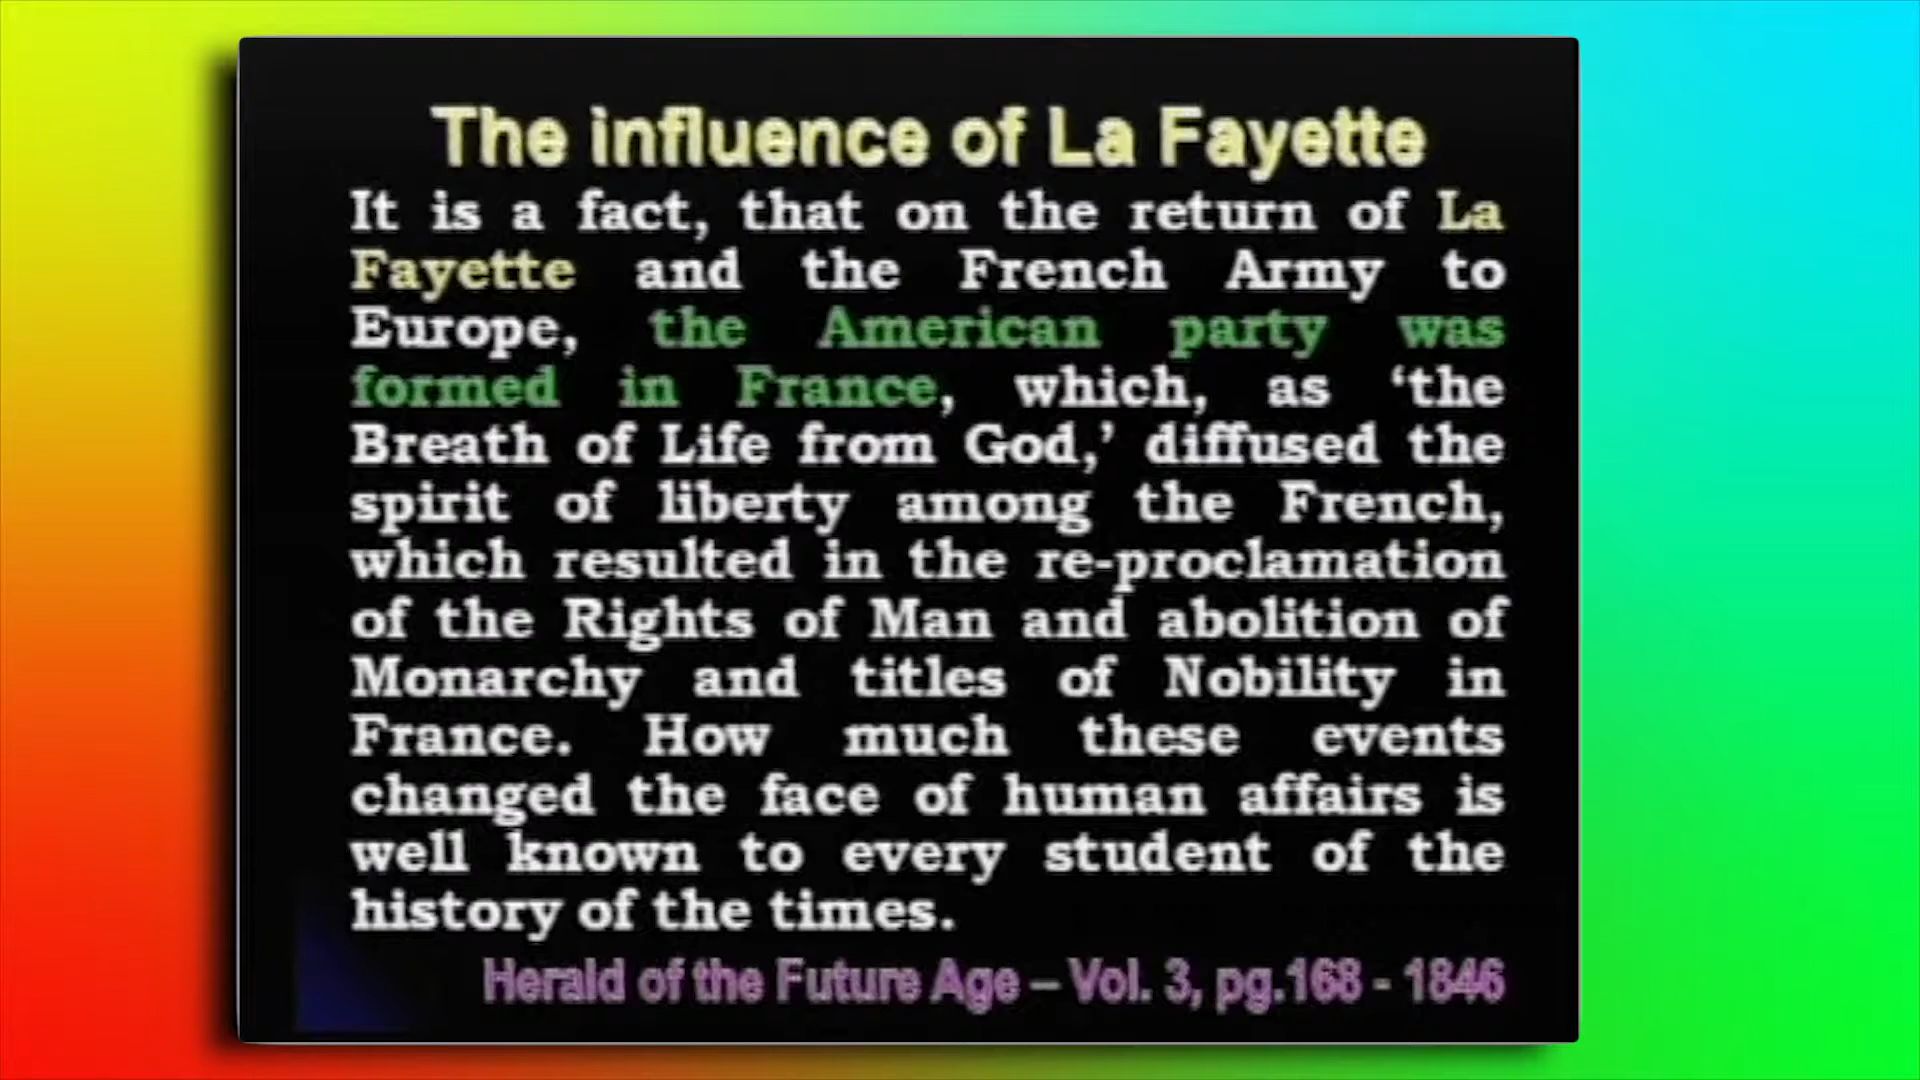 The influence of La Fayette
It is a fact, that on the return of La
Fayette and the French Army to
Europe, the American party was
formed in France, which, as ‘the
Breath of Life from God,’ diffused the
spirit of liberty among the French,
which resulted in the re-proclamation
of the Rights of Man and abolition of
Monarchy and titles of Nobility in
France. How much these events
changed the face of human affairs is
well known to every student of the
history of the times.
Herald of the Future Age – Vol. 3, pg.168 - 1846